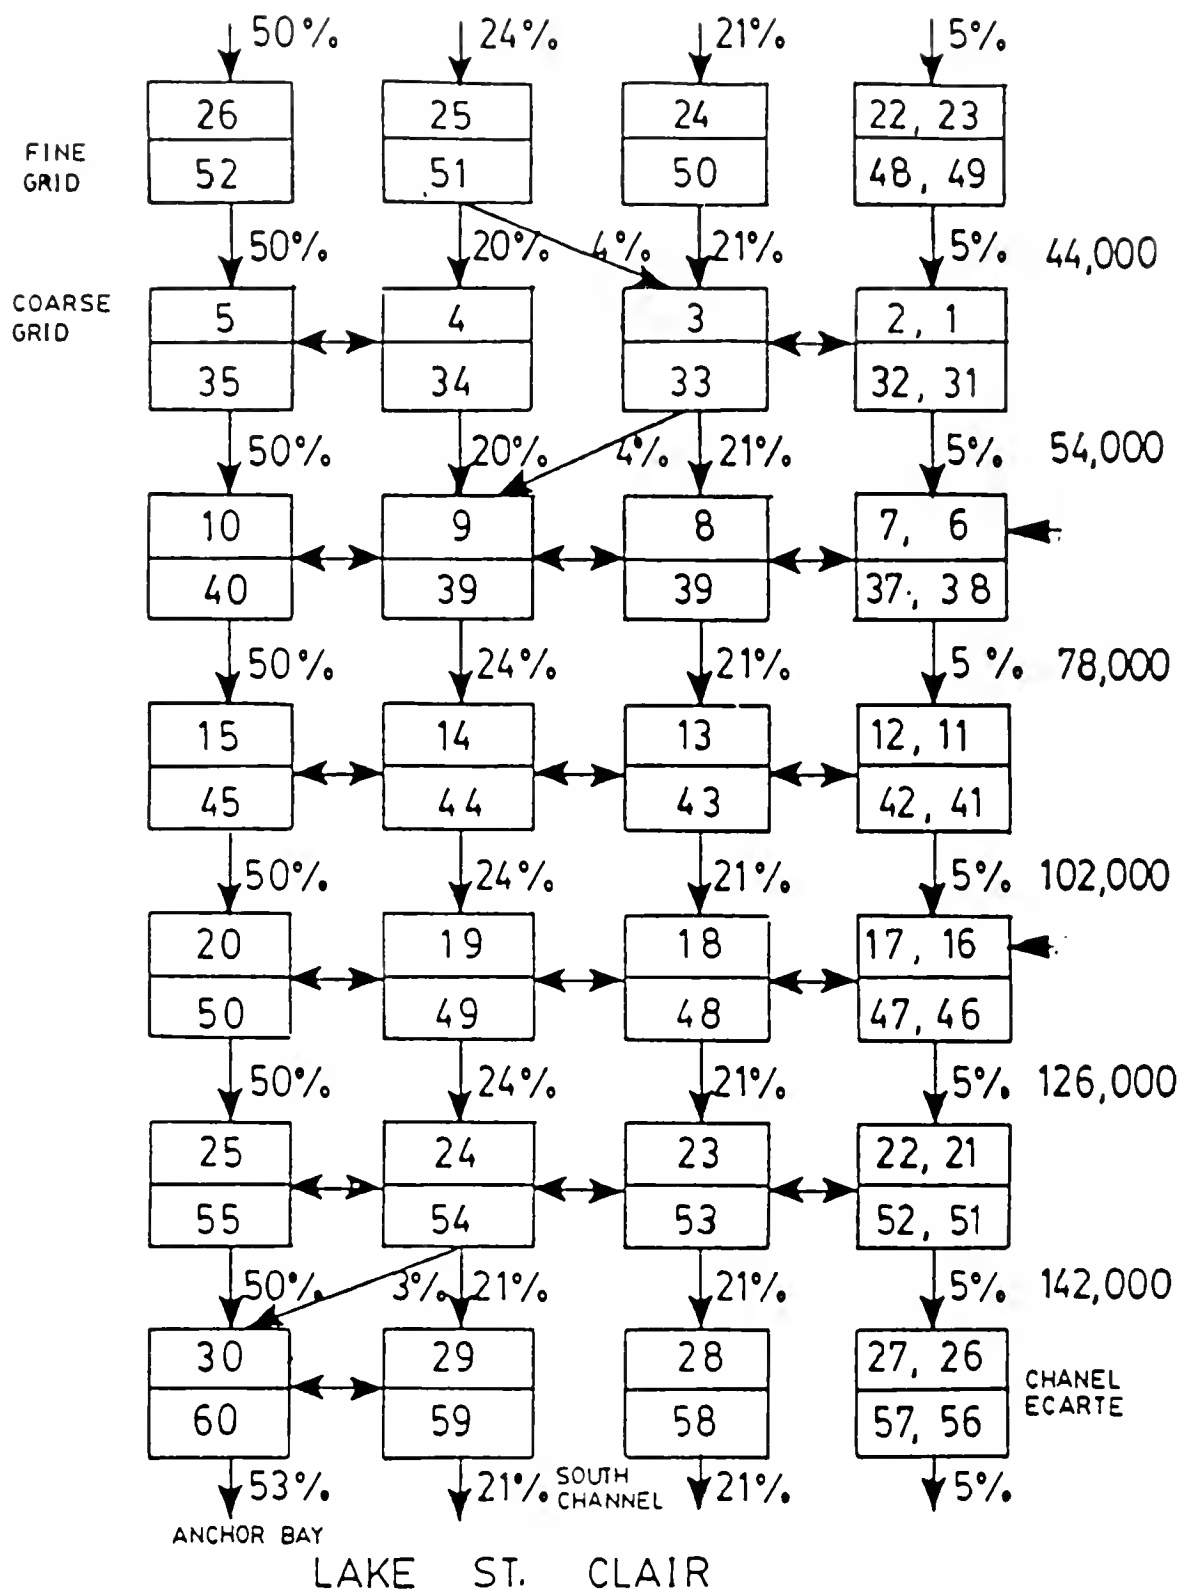 50% 24% 21% 5%
26 25 24 22, 23
FINE
GRID
52 51 50 48, 49
50% 20% 4% 21% 5% 44,000
COARSE
GRID
5 4 3 2, 1
35 34 33 32, 31
50% 20% 4% 21% 5% 54,000
10 9 8 7, 6
40 39 39 37, 38
50% 24% 21% 5% 78,000
15 14 13 12, 11
45 44 43 42, 41
50% 24% 21% 5% 102,000
20 19 18 17, 16
50 49 48 47, 46
50% 24% 21% 5% 126,000
25 24 23 22, 21
55 54 53 52, 51
50% 3% 21% 21% 5% 142,000
30 29 28 27, 26
60 59 58 57, 56
CHANEL
ECARTE
53% 21% 21% 5%
SOUTH
CHANNEL
ANCHOR BAY
LAKE ST. CLAIR